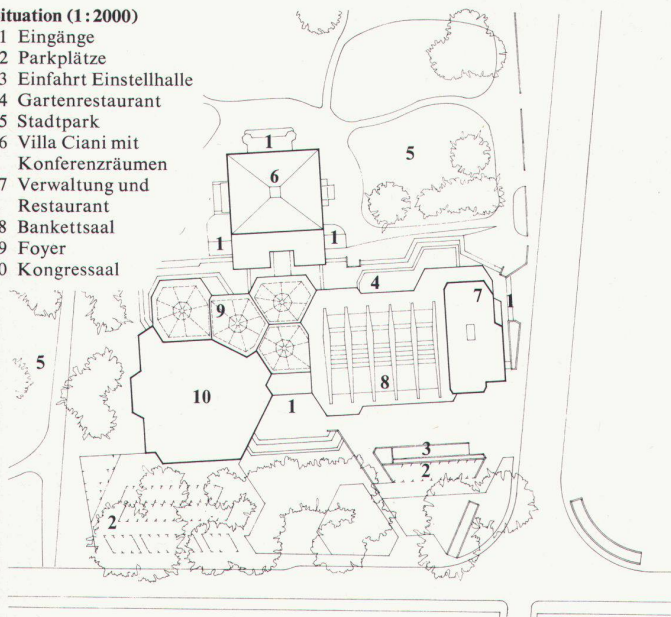 ituation (1:2000)
1 Eingänge
2 Parkplätze
3 Einfahrt Einstellhalle
4 Gartenrestaurant
5 Stadtpark
6 Villa Ciani mit
Konferenzräumen
7 Verwaltung und
Restaurant
8 Bankettsaal
9 Foyer
0 Kongressaal
1
5
6
1
1
4
7
1
9
5
8
10
1
3
2
2